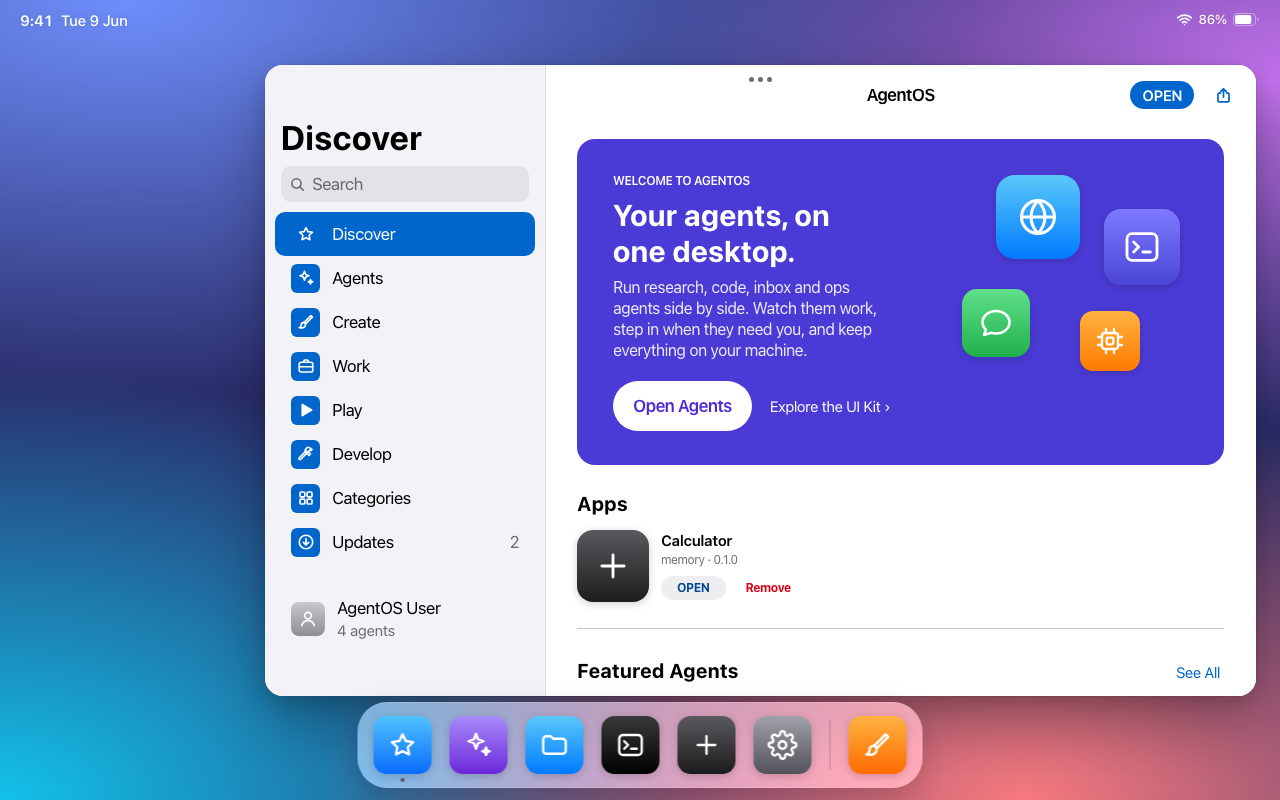 9:41 Tue 9 Jun
86%
AgentOS
OPEN
Discover
Search
Discover
Agents
Create
Work
Play
Develop
Categories
Updates 2
AgentOS User
4 agents
WELCOME TO AGENTOS
Your agents, on
one desktop.
Run research, code, inbox and ops
agents side by side. Watch them work,
step in when they need you, and keep
everything on your machine.
Open Agents
Explore the UI Kit ›
Apps
Calculator
memory · 0.1.0
OPEN
Remove
Featured Agents
See All